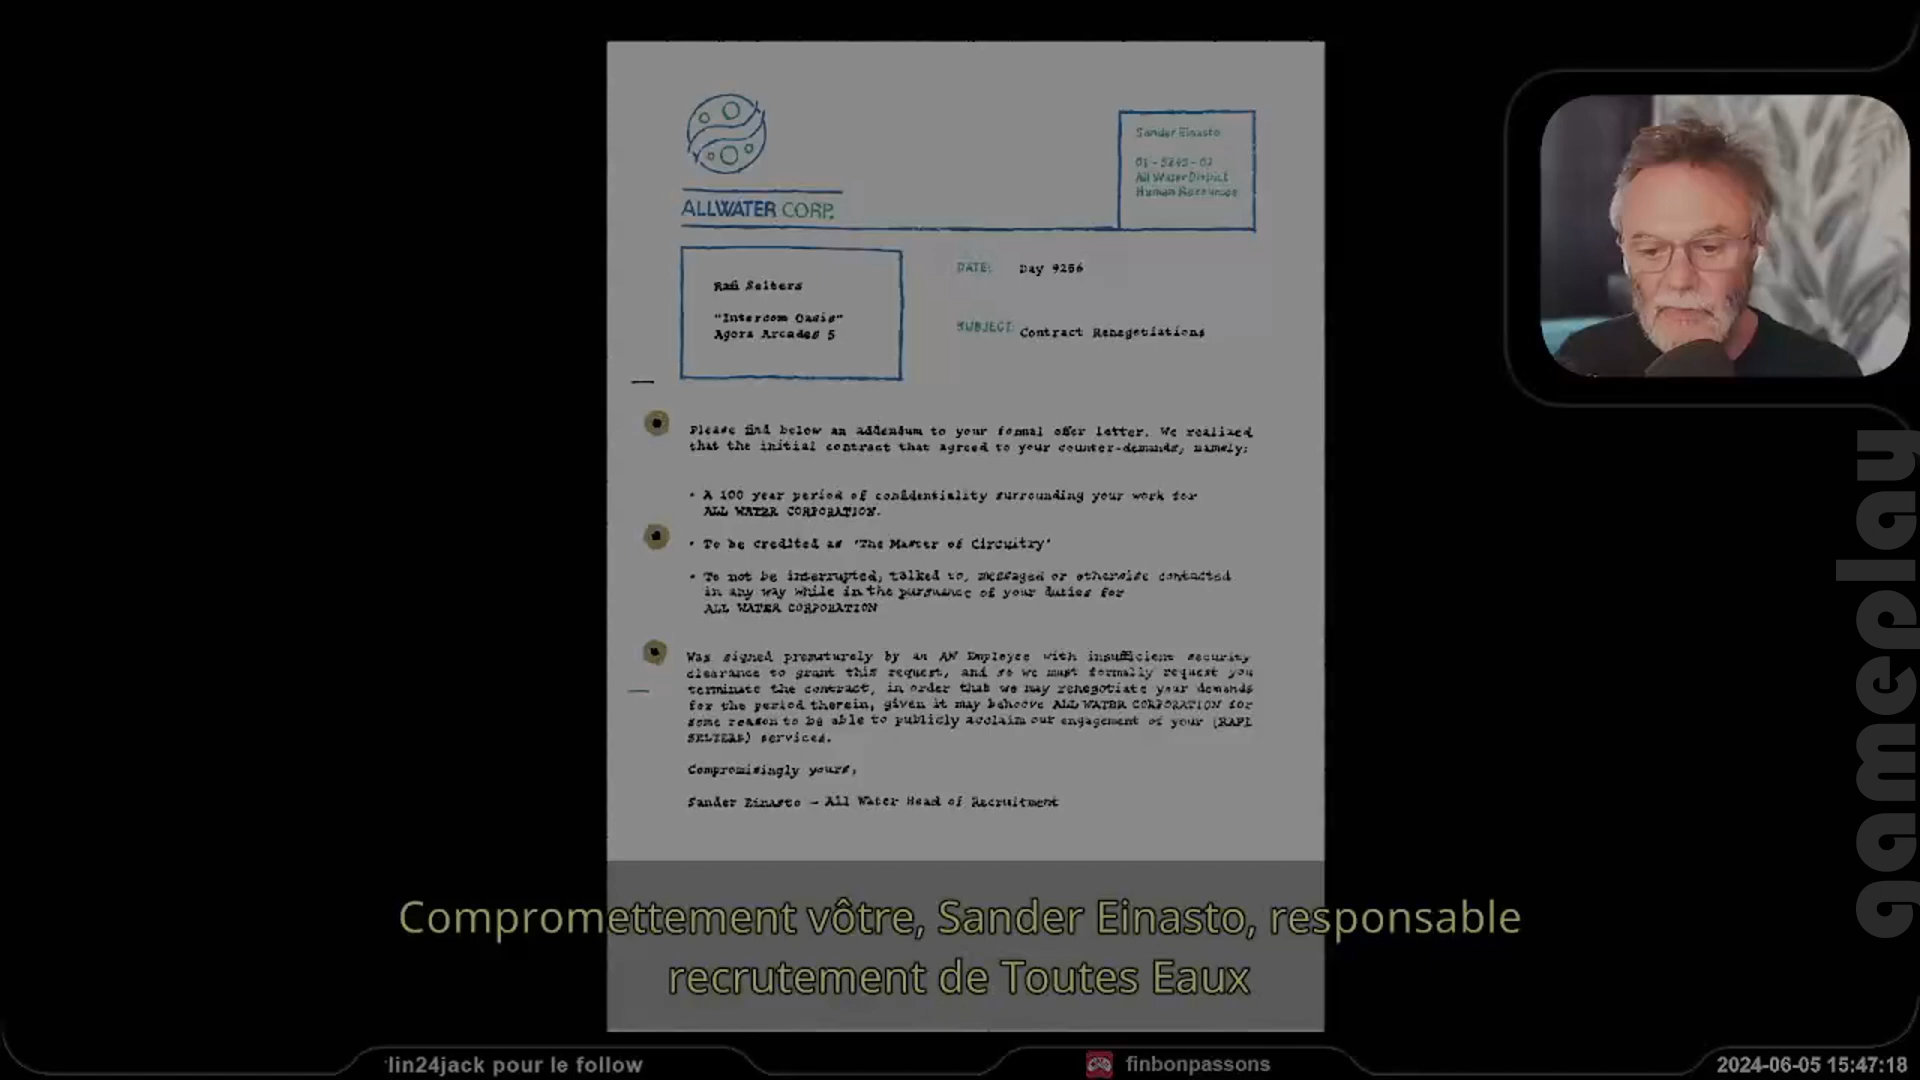 Sander Einasto
All Water District
Human Resources
ALLWATER CORP.
Rafi Selters
"Intercom Oasis"
Agora Arcades 5
DATE: Day 9256
SUBJECT: Contract Renegotiations
Please find below an addendum to your formal offer letter. We realized
that the initial contract that agreed to your counter-demands, namely:
• A 100 year period of confidentiality surrounding your work for
ALL WATER CORPORATION.
• To be credited as 'The Master of Circuitry'
• To not be interrupted, talked to, messaged or otherwise contacted
in any way while in the pursuance of your duties for
ALL WATER CORPORATION
Was signed prematurely by an AW Employee with insufficient security
clearance to grant this request, and so we must formally request you
terminate the contract, in order that we may renegotiate your demands
for the period therein, given it may behoove ALL WATER CORPORATION for
some reason to be able to publicly acclaim our engagement of your (RAFI
SELTERS) services.
Compromisingly yours,
Sander Einasto - All Water Head of Recruitment
Compromettement vôtre, Sander Einasto, responsable
recrutement de Toutes Eaux
gameplay
lin24jack pour le follow
finbonpassons
2024-06-05 15:47:18